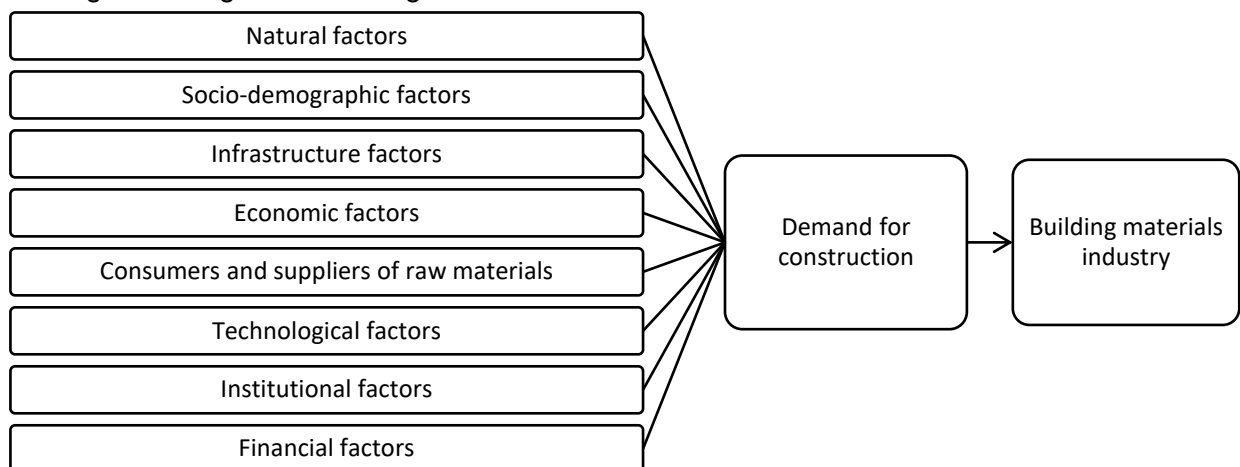 Natural factors
Socio-demographic factors
Infrastructure factors
Economic factors
Consumers and suppliers of raw materials
Technological factors
Institutional factors
Financial factors
Demand for
construction
Building materials
industry